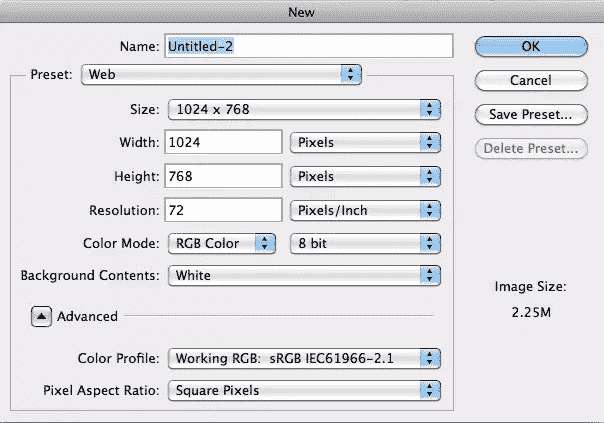 New
Name: Untitled-2
OK
Preset: Web
Cancel
Size: 1024 x 768
Save Preset...
Width: 1024 Pixels
Delete Preset...
Height: 768 Pixels
Resolution: 72 Pixels/Inch
Color Mode: RGB Color 8 bit
Background Contents: White
Image Size:
2.25M
Advanced
Color Profile: Working RGB: sRGB IEC61966-2.1
Pixel Aspect Ratio: Square Pixels